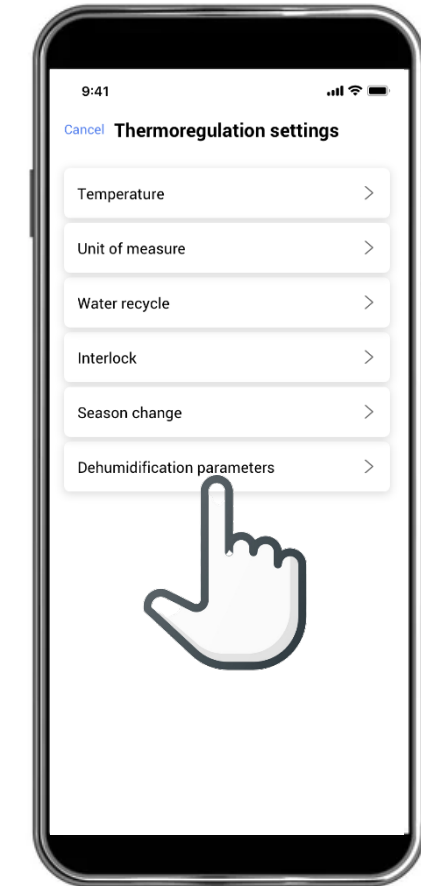 9:41
Cancel Thermoregulation settings
Temperature
Unit of measure
Water recycle
Interlock
Season change
Dehumidification parameters